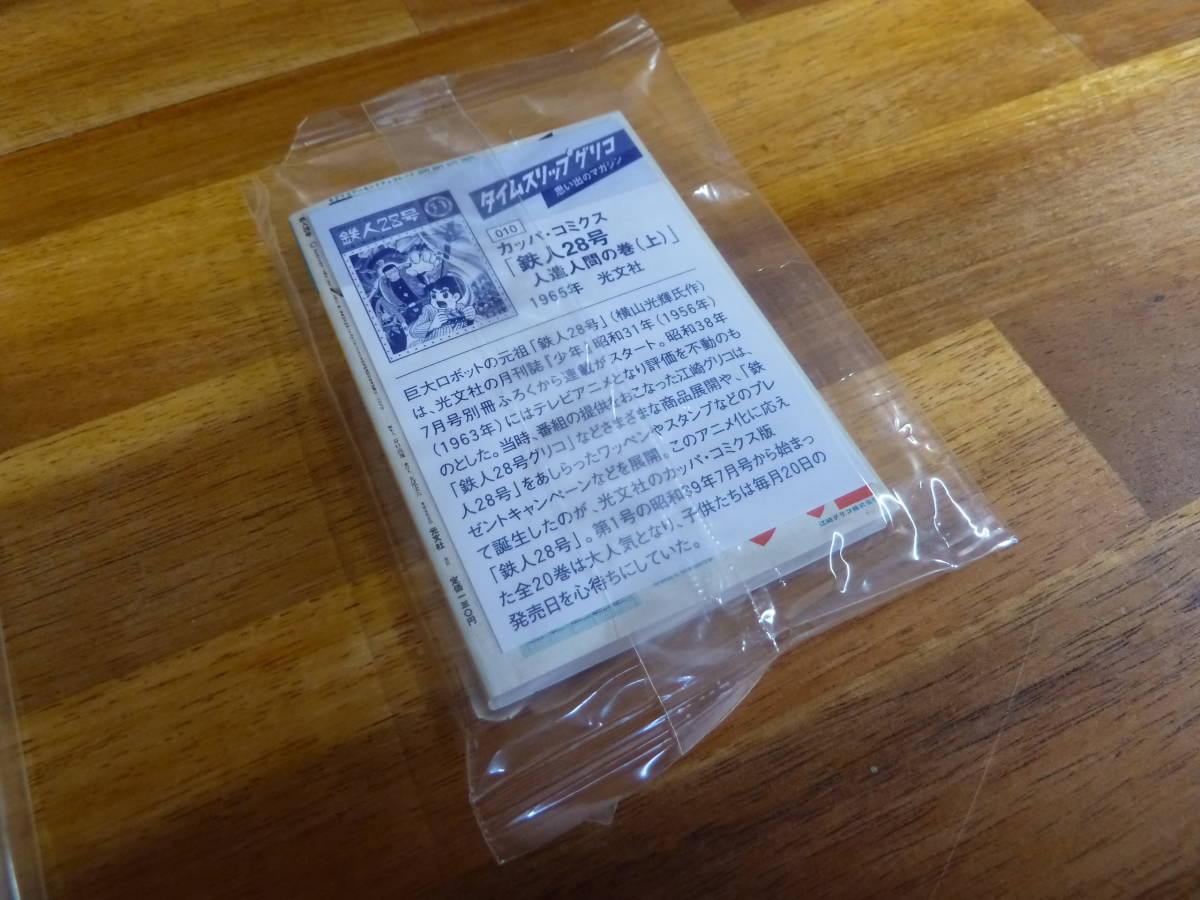 タイムスリップグリコ
思い出のマガジン
鉄人28号
010
カッパ・コミクス
「鉄人28号
人造人間の巻(上)」
1965年 光文社
巨大ロボットの元祖「鉄人28号」(横山光輝氏作)
は、光文社の月刊誌「少年」昭和31年(1956年)
7月号別冊ふろくから連載がスタート。昭和38年
(1963年)にはテレビアニメとなり評価を不動のも
のとした。当時、番組の提供をおこなった江崎グリコは、
「鉄人28号グリコ」などさまざまな商品展開や、「鉄
人28号」をあしらったワッペンやスタンプなどのプレ
ゼントキャンペーンなどを展開。このアニメ化に応え
て誕生したのが、光文社のカッパ・コミクス版
「鉄人28号」。第1号の昭和39年7月号から始まっ
た全20巻は大人気となり、子供たちは毎月20日の
発売日を心待ちにしていた。
江崎グリコ株式会
光文社
定価一三〇円